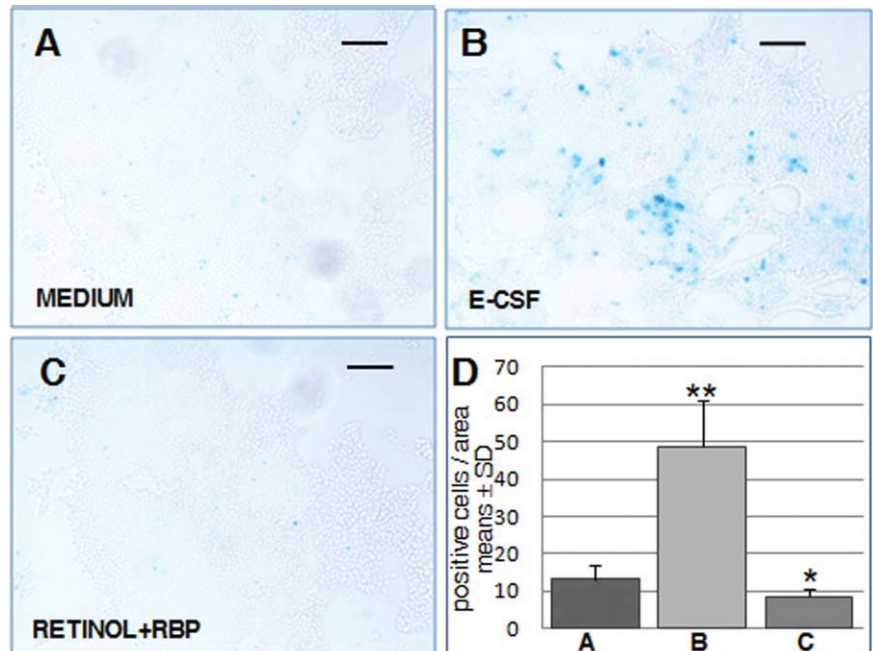 A
MEDIUM
B
E-CSF
C
RETINOL+RBP
D
positive cells / area
means ± SD
70
60
50
40
30
20
10
0
**
*
A B C